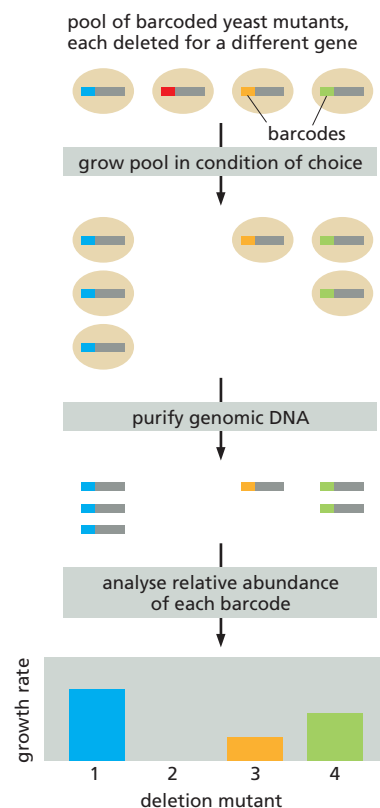 pool of barcoded yeast mutants,
each deleted for a different gene
barcodes
grow pool in condition of choice
purify genomic DNA
analyse relative abundance
of each barcode
growth rate
1 2 3 4
deletion mutant